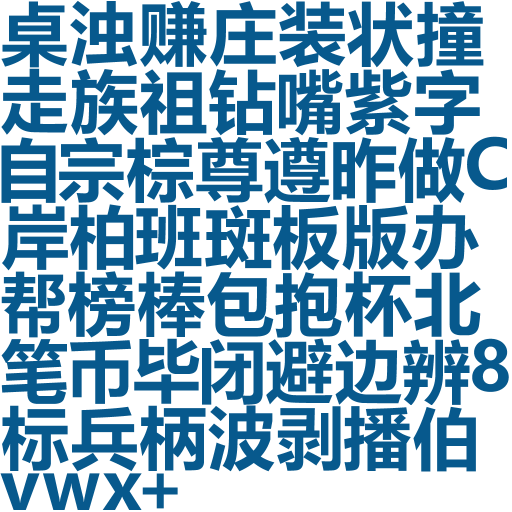 桌浊赚庄装状撞
走族祖钻嘴紫字
自宗棕尊遵昨做C
岸柏班斑板版办
帮榜棒包抱杯北
笔币毕闭避边辨8
标兵柄波剥播伯
vwx+